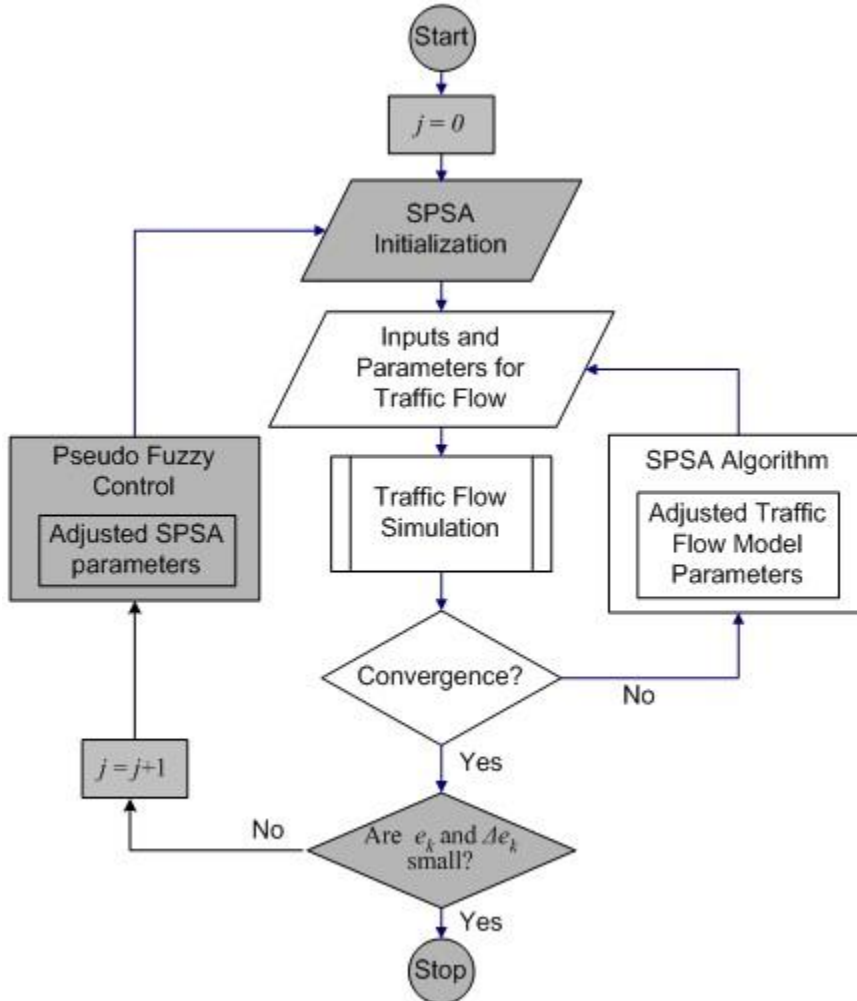 Start
j = 0
SPSA
Initialization
Inputs and
Parameters for
Traffic Flow
Pseudo Fuzzy
Control
Adjusted SPSA
parameters
Traffic Flow
Simulation
SPSA Algorithm
Adjusted Traffic
Flow Model
Parameters
Convergence?
No
Yes
j = j+1
No
Are e_k and Δe_k
small?
Yes
Stop